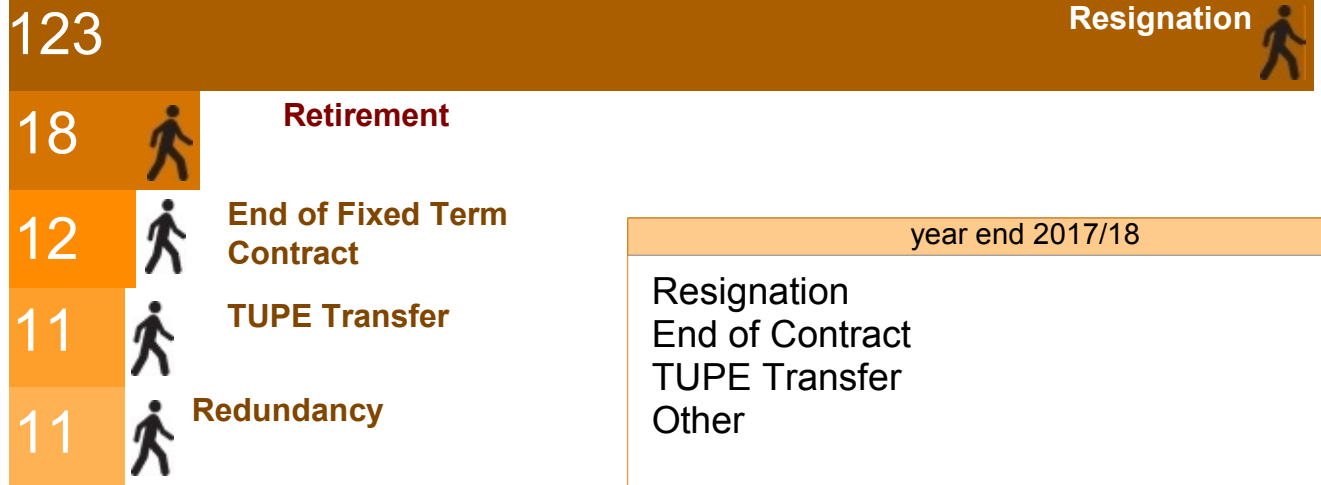 123
Resignation
18
Retirement
12
End of Fixed Term
Contract
11
TUPE Transfer
11
Redundancy
year end 2017/18
Resignation
End of Contract
TUPE Transfer
Other